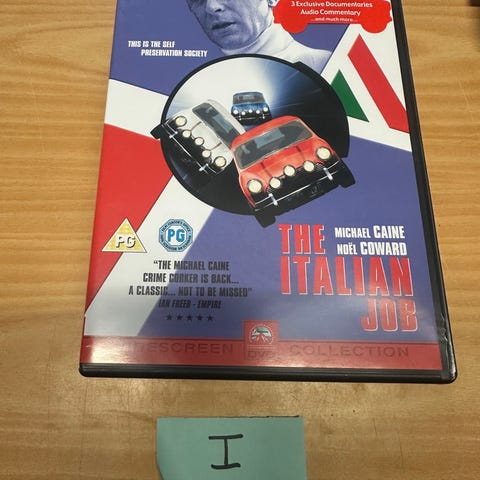 3 Exclusive Documentaries
Audio Commentary
...and much more...
THIS IS THE SELF
PRESERVATION SOCIETY
MICHAEL CAINE
NOËL COWARD
THE
ITALIAN
JOB
PG
PG
"THE MICHAEL CAINE
CRIME CORKER IS BACK...
A CLASSIC... NOT TO BE MISSED"
IAN FREER - EMPIRE
★★★★★
WIDESCREEN DVD COLLECTION
I